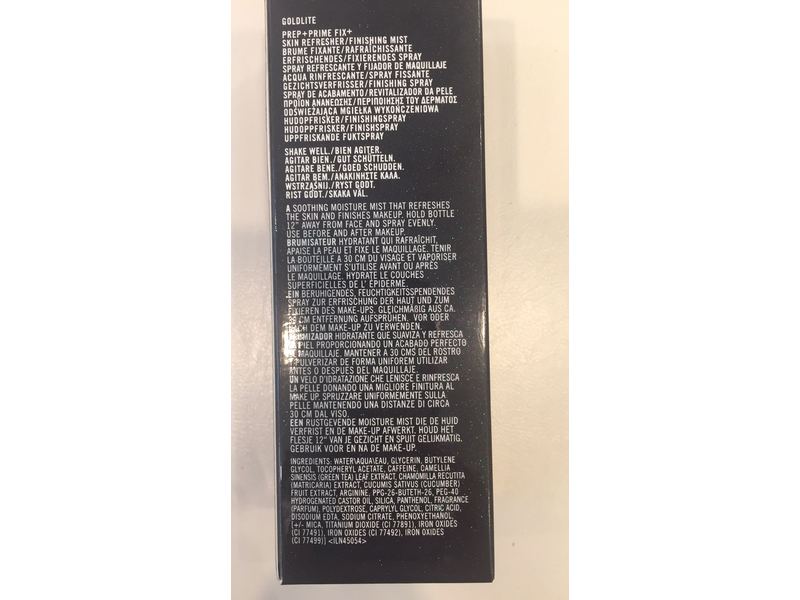 GOLDLITE
PREP+PRIME FIX+
SKIN REFRESHER/FINISHING MIST
BRUME FIXANTE/RAFRAÎCHISSANTE
ERFRISCHENDES/FIXIERENDES SPRAY
SPRAY REFRESCANTE Y FIJADOR DE MAQUILLAJE
ACQUA RINFRESCANTE/SPRAY FISSANTE
GEZICHTSVERFRISSER/FINISHING SPRAY
SPRAY DE ACABAMENTO/REVITALIZADOR DA PELE
ΠΡΟΪΟΝ ΑΝΑΝΕΩΣΗΣ/ΠΕΡΙΠΟΙΗΣΗΣ ΤΟΥ ΔΕΡΜΑΤΟΣ
ODŚWIEŻAJĄCA MGIEŁKA WYKOŃCZENIOWA
HUDOPFRISKER/FINISHINGSPRAY
HUDOPPFRISKER/FINISHSPRAY
UPPFRISKANDE FUKTSPRAY
SHAKE WELL./BIEN AGITER.
AGITAR BIEN./GUT SCHÜTTELN.
AGITARE BENE./GOED SCHUDDEN.
AGITAR BEM./ΑΝΑΚΙΝΗΣΤΕ ΚΑΛΑ.
WSTRZĄSNIJ./RYST GODT.
RIST GODT./SKAKA VÄL.
A SOOTHING MOISTURE MIST THAT REFRESHES
THE SKIN AND FINISHES MAKEUP. HOLD BOTTLE
12" AWAY FROM FACE AND SPRAY EVENLY.
USE BEFORE AND AFTER MAKEUP.
BRUMISATEUR HYDRATANT QUI RAFRAÎCHIT,
APAISE LA PEAU ET FIXE LE MAQUILLAGE. TENIR
LA BOUTEILLE A 30 CM DU VISAGE ET VAPORISER
UNIFORMÉMENT S'UTILISE AVANT OU APRÈS
LE MAQUILLAGE. HYDRATE LE COUCHES
SUPERFICIELLES DE L' ÉPIDERME.
EIN BERUHIGENDES, FEUCHTIGKEITSSPENDENDES
SPRAY ZUR ERFRISCHUNG DER HAUT UND ZUM
FIXIEREN DES MAKE-UPS. GLEICHMÄßIG AUS CA.
CM ENTFERNUNG AUFSPRÜHEN. VOR ODER
DEM MAKE-UP ZU VERWENDEN.
HIDRATANTE QUE SUAVIZA Y REFRESCA
PIEL PROPORCIONANDO UN ACABADO PERFECTO
MAQUILLAJE. MANTENER A 30 CMS DEL ROSTRO
PULVERIZAR DE FORMA UNIFOREM UTILIZAR
ANTES O DESPUES DEL MAQUILLAJE.
UN VELO D'IDRATAZIONE CHE LENISCE E RINFRESCA
LA PELLE DONANDO UNA MIGLIORE FINITURA AL
MAKE UP. SPRUZZARE UNIFORMEMENTE SULLA
PELLE MANTENENDO UNA DISTANZA DI CIRCA
30 CM DAL VISO.
EEN RUSTGEVENDE MOISTURE MIST DIE DE HUID
VERFRIST EN DE MAKE-UP AFWERKT. HOUD HET
FLESJE 12" VAN JE GEZICHT EN SPUIT GELIJKMATIG.
GEBRUIK VOOR EN NA DE MAKE-UP.
INGREDIENTS: WATER\AQUA\EAU, GLYCERIN, BUTYLENE
GLYCOL, TOCOPHERYL ACETATE, CAFFEINE, CAMELLIA
SINENSIS (GREEN TEA) LEAF EXTRACT, CHAMOMILLA RECUTITA
(MATRICARIA) EXTRACT, CUCUMIS SATIVUS (CUCUMBER)
FRUIT EXTRACT, ARGININE, PPG-26-BUTETH-26, PEG-40
HYDROGENATED CASTOR OIL, SILICA, PANTHENOL, FRAGRANCE
(PARFUM), POLYDEXTROSE, CAPRYLYL GLYCOL, CITRIC ACID,
DISODIUM EDTA, SODIUM CITRATE, PHENOXYETHANOL,
[+/- MICA, TITANIUM DIOXIDE (CI 77891), IRON OXIDES
(CI 77491), IRON OXIDES (CI 77492), IRON OXIDES
(CI 77499)] <ILN45054>